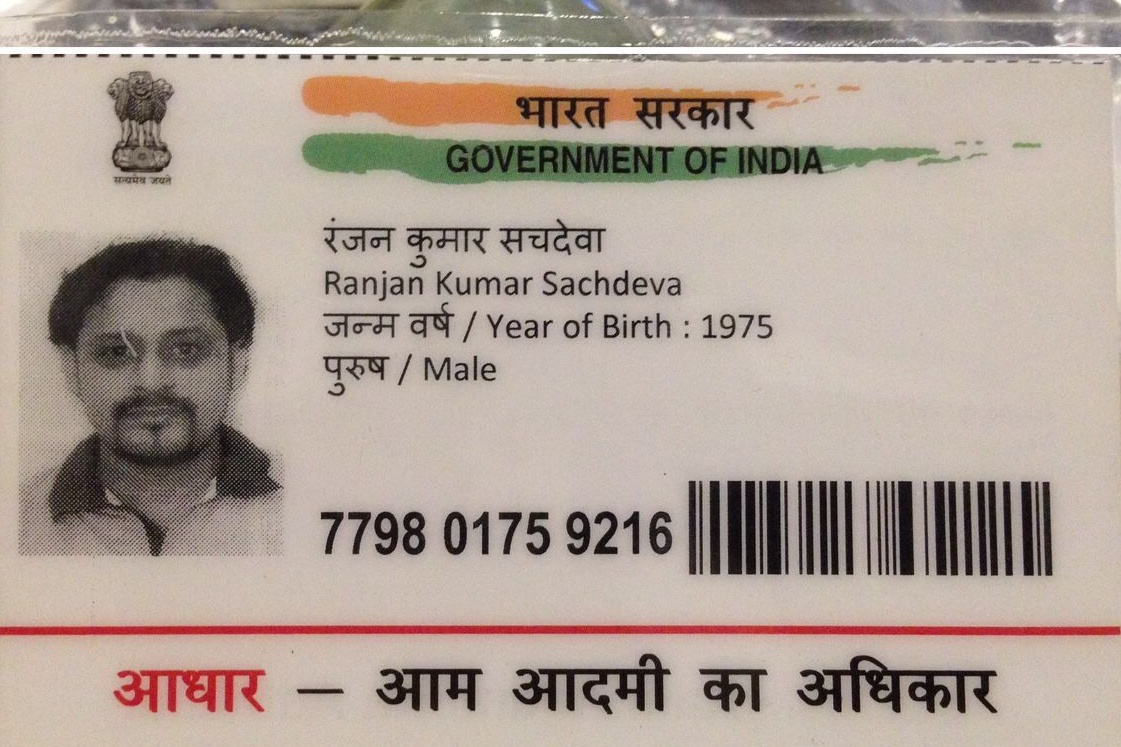 भारत सरकार
GOVERNMENT OF INDIA
सत्यमेव जयते
रंजन कुमार सचदेवा
Ranjan Kumar Sachdeva
जन्म वर्ष / Year of Birth : 1975
पुरुष / Male
7798 0175 9216
आधार — आम आदमी का अधिकार